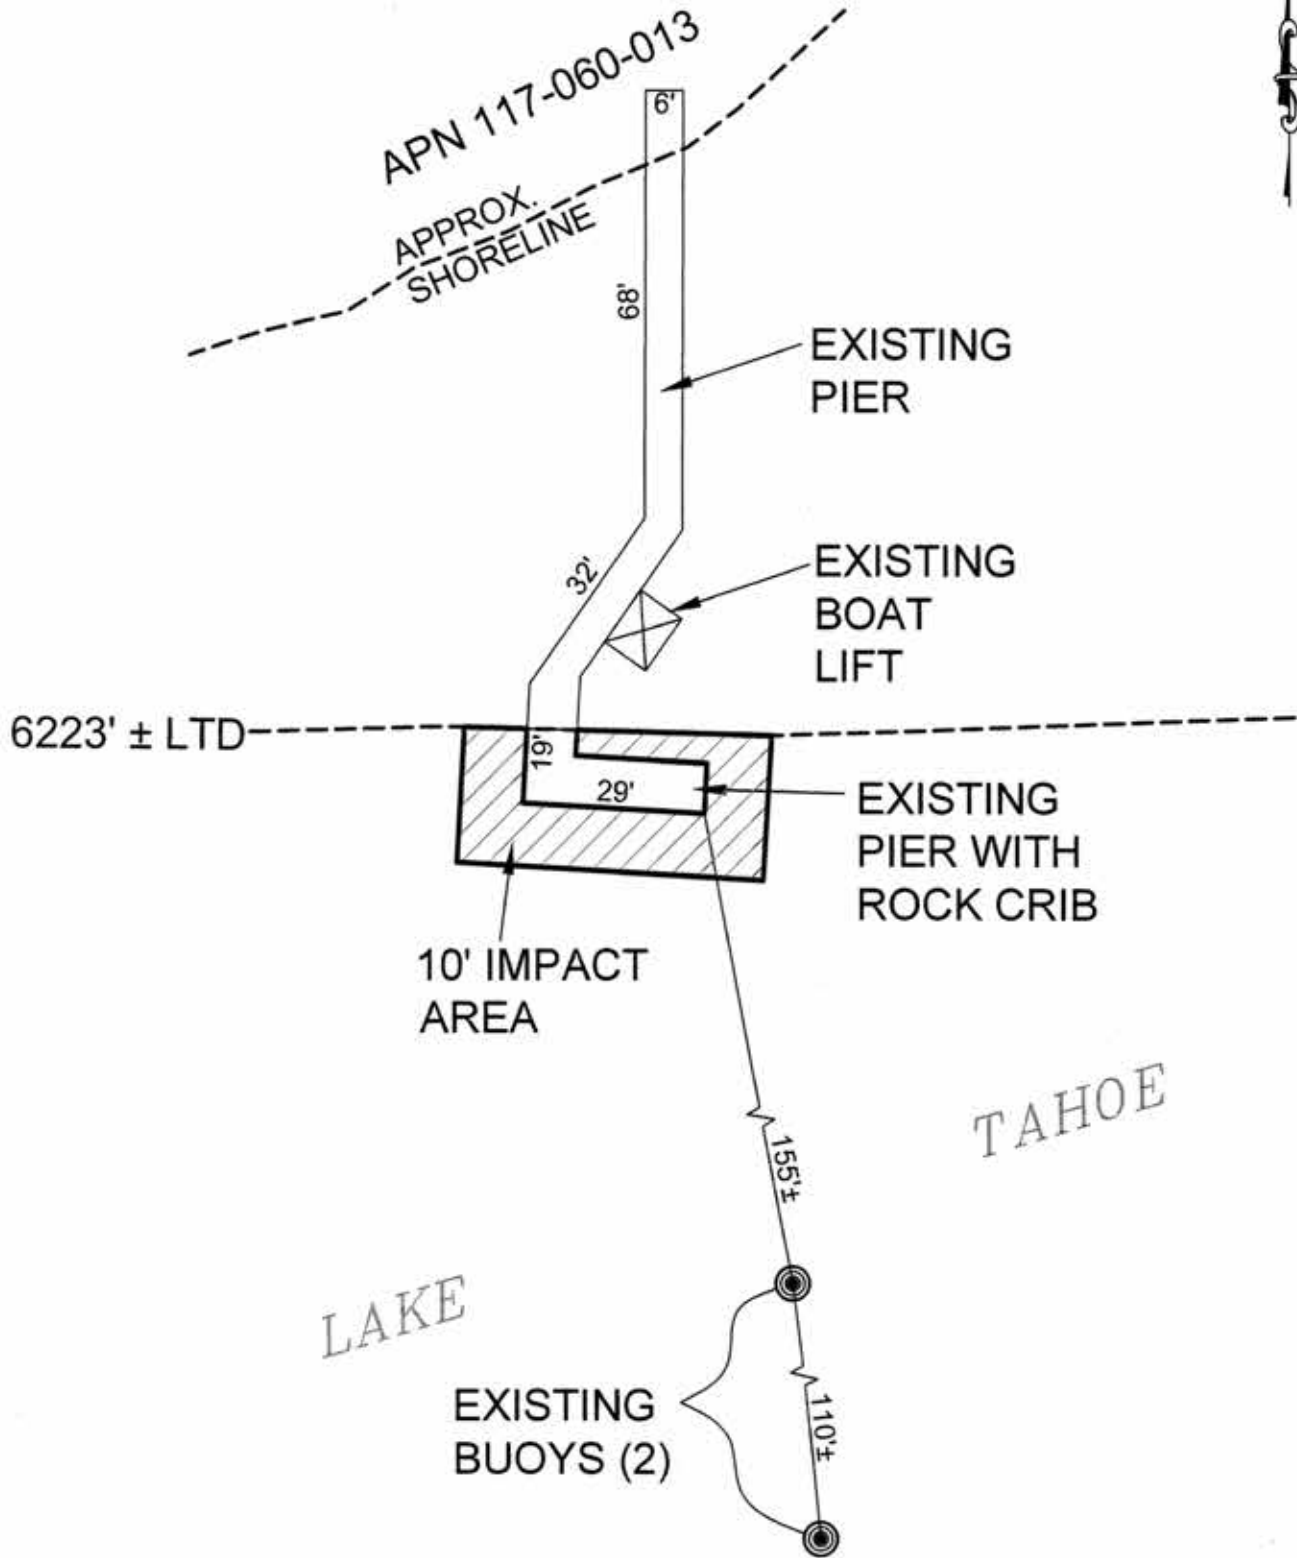 APN 117-060-013
6'
APPROX.
SHORELINE
68'
EXISTING
PIER
32'
EXISTING
BOAT
LIFT
6223' ± LTD
19'
29'
EXISTING
PIER WITH
ROCK CRIB
10' IMPACT
AREA
155'±
TAHOE
LAKE
EXISTING
BUOYS (2)
110'±